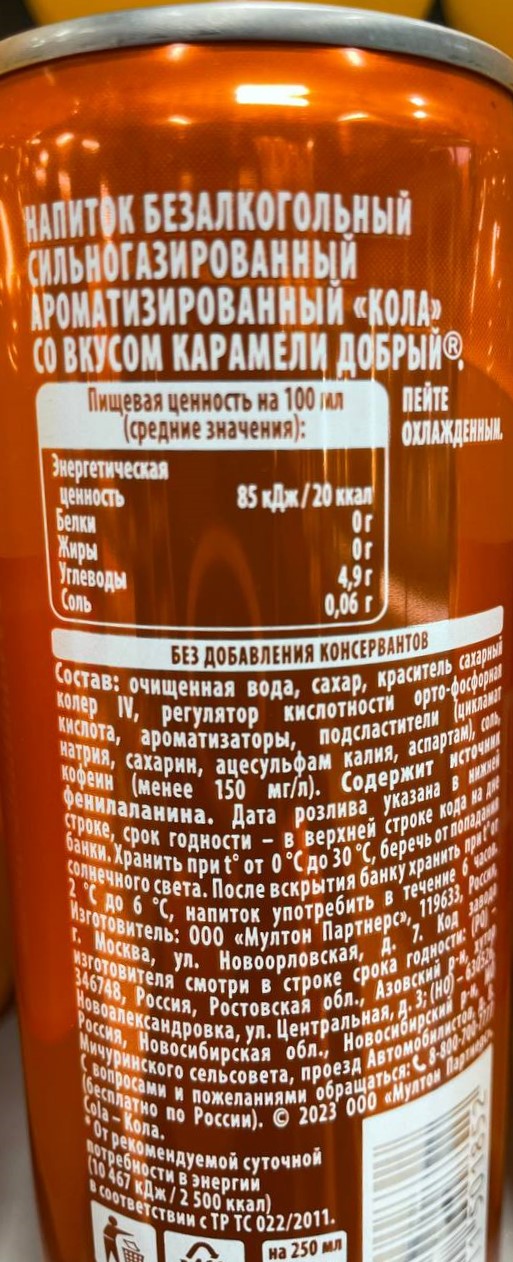 НАПИТОК БЕЗАЛКОГОЛЬНЫЙ
СИЛЬНОГАЗИРОВАННЫЙ
АРОМАТИЗИРОВАННЫЙ «КОЛА»
СО ВКУСОМ КАРАМЕЛИ ДОБРЫЙ®.
Пищевая ценность на 100 мл
(средние значения):
ПЕЙТЕ
ОХЛАЖДЕННЫМ.
Энергетическая
ценность 85 кДж/20 ккал
Белки 0 г
Жиры 0 г
Углеводы 4,9 г
Соль 0,06 г
БЕЗ ДОБАВЛЕНИЯ КОНСЕРВАНТОВ
Состав: очищенная вода, сахар, краситель сахарный
колер IV, регулятор кислотности орто-фосфорная
кислота, ароматизаторы, подсластители (цикламат
натрия, сахарин, ацесульфам калия, аспартам), соль,
кофеин (менее 150 мг/л). Содержит источник
фенилаланина. Дата розлива указана в нижней
строке, срок годности – в верхней строке кода на дне
банки. Хранить при t° от 0 °С до 30 °С, беречь от попадания
солнечного света. После вскрытия банку хранить при t° от
2 °С до 6 °С, напиток употребить в течение 6 часов.
Изготовитель: ООО «Мултон Партнерс», 119633, Россия,
г. Москва, ул. Новоорловская, д. 7. Код завода
изготовителя смотри в строке срока годности: (РО) –
346748, Россия, Ростовская обл., Азовский р-н, хутор
Новоалександровка, ул. Центральная, д. 3; (НО) – 630526,
Россия, Новосибирская обл., Новосибирский р-н,
Мичуринского сельсовета, проезд Автомобилистов,
С вопросами и пожеланиями обращаться: 8-800-700-
(бесплатно по России). © 2023 ООО «Мултон Партнерс»
Cola – Кола.
* От рекомендуемой суточной
потребности в энергии
(10 467 кДж/2 500 ккал)
в соответствии с ТР ТС 022/2011.
на 250 мл